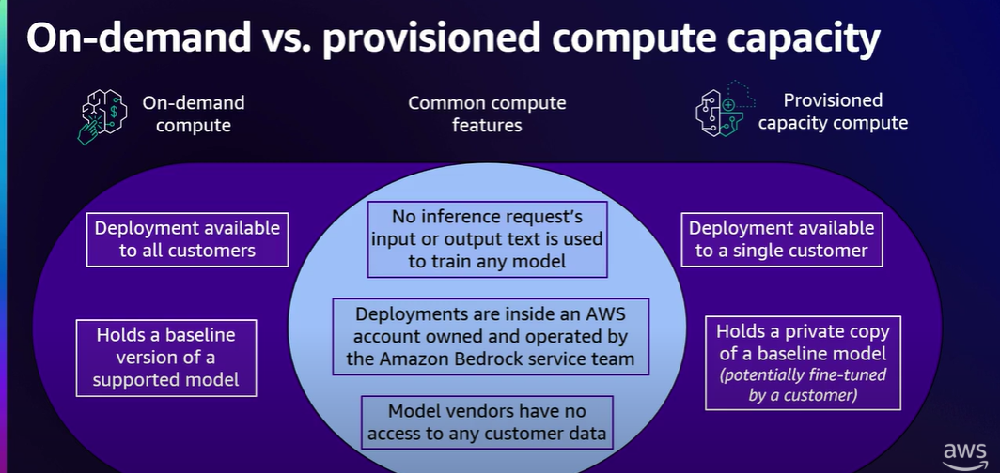 On-demand vs. provisioned compute capacity
On-demand
compute
Common compute
features
Provisioned
capacity compute
Deployment available
to all customers
Holds a baseline
version of a
supported model
No inference request's
input or output text is used
to train any model
Deployments are inside an AWS
account owned and operated by
the Amazon Bedrock service team
Model vendors have no
access to any customer data
Deployment available
to a single customer
Holds a private copy
of a baseline model
(potentially fine-tuned
by a customer)
$
aws